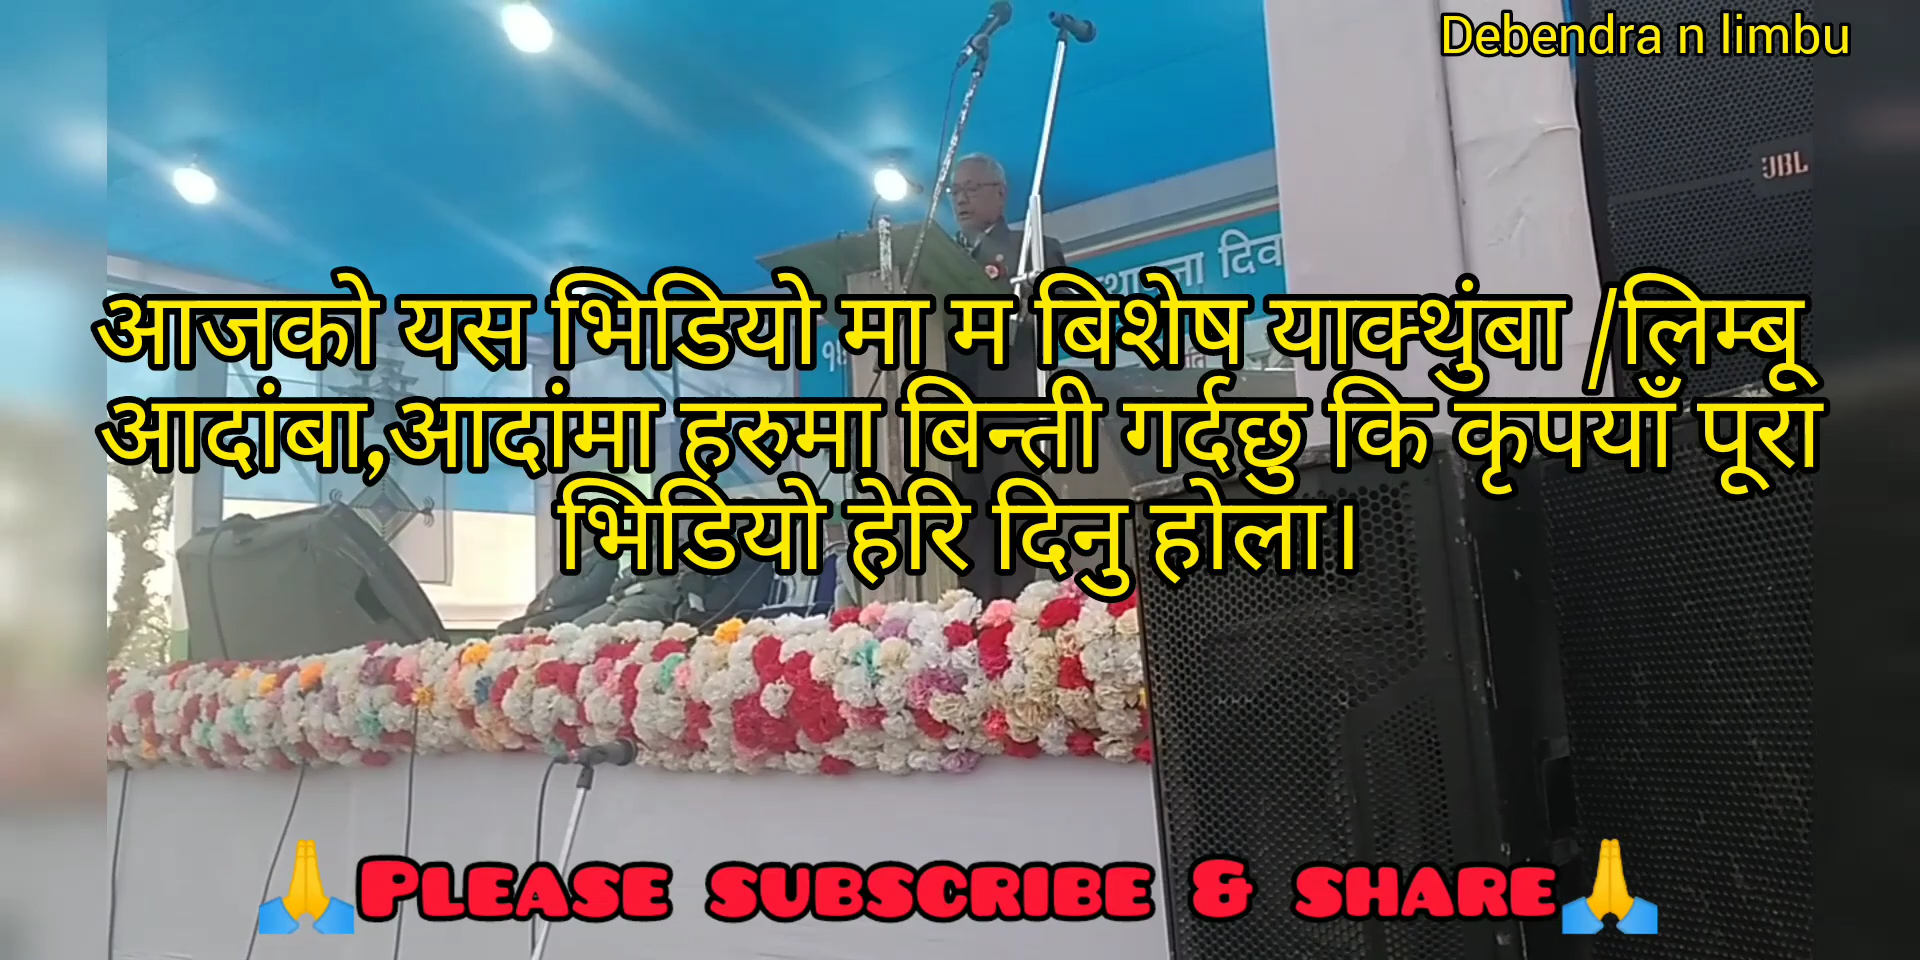 Debendra n limbu
JBL
आजको यस भिडियो मा म बिशेष याक्थुंबा /लिम्बू
आदांबा,आदांमा हरुमा बिन्ती गर्दछु कि कृपयाँ पूरा
भिडियो हेरि दिनु होला।
🙏PLEASE SUBSCRIBE & SHARE🙏